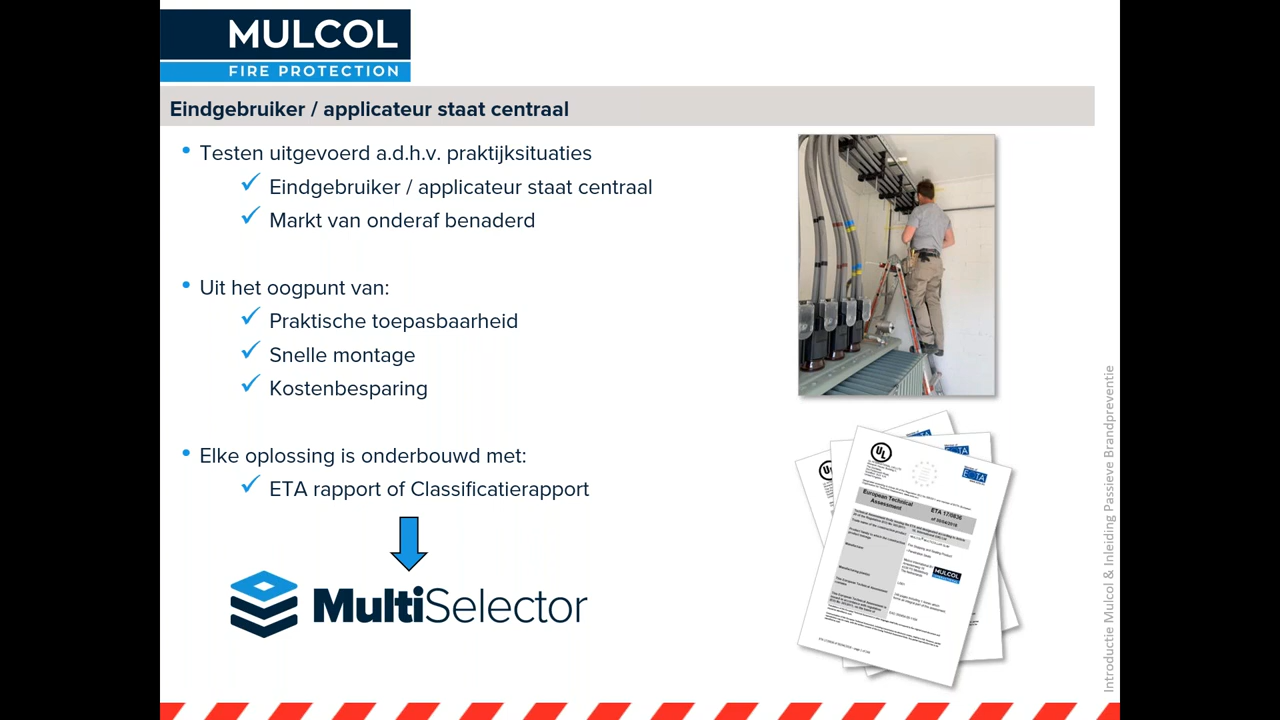 MULCOL
FIRE PROTECTION
Eindgebruiker / applicateur staat centraal
• Testen uitgevoerd a.d.h.v. praktijksituaties
✓ Eindgebruiker / applicateur staat centraal
✓ Markt van onderaf benaderd
• Uit het oogpunt van:
✓ Praktische toepasbaarheid
✓ Snelle montage
✓ Kostenbesparing
• Elke oplossing is onderbouwd met:
✓ ETA rapport of Classificatierapport
MultiSelector
UL
European Technical
Assessment
ETA 17/0836
MULCOL
Introductie Mulcol & Inleiding Passieve Brandpreventie